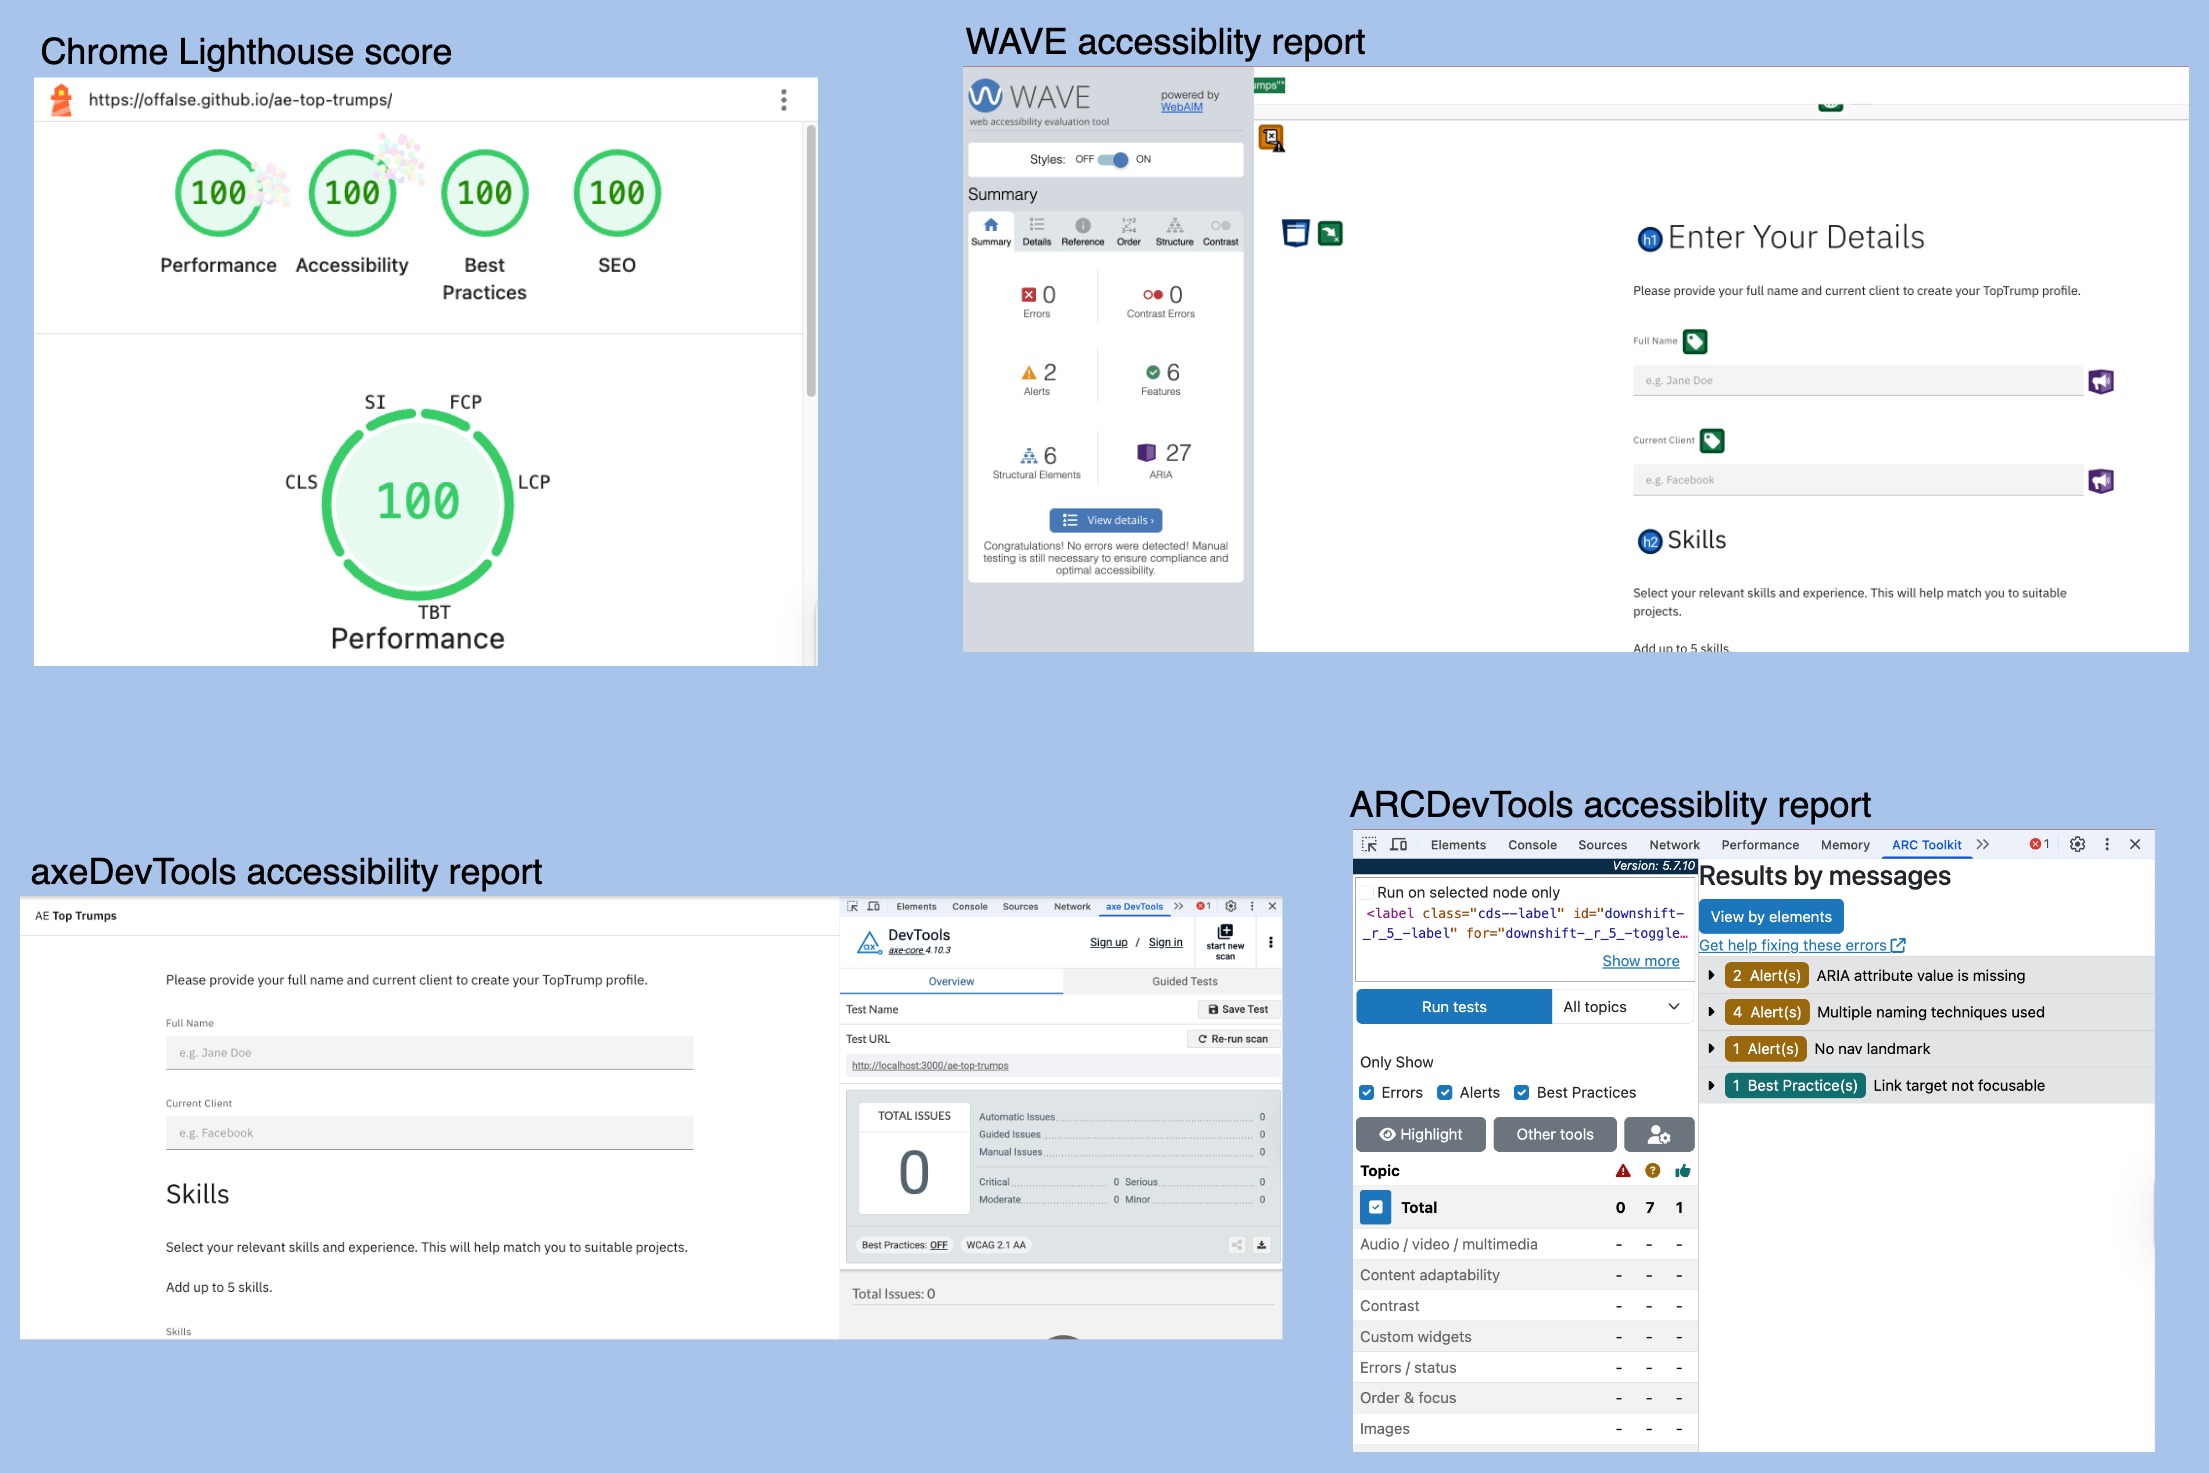 Chrome Lighthouse score
https://offalse.github.io/ae-top-trumps/
100 100 100 100
Performance Accessibility Best Practices SEO
SI FCP
CLS LCP
100
TBT
Performance
WAVE accessiblity report
WAVE
web accessibility evaluation tool
powered by
WebAIM
Styles: OFF ON
Summary
Summary Details Reference Order Structure Contrast
0 Errors
0 Contrast Errors
2 Alerts
6 Features
6 Structural Elements
27 ARIA
View details ›
Congratulations! No errors were detected! Manual
testing is still necessary to ensure compliance and
optimal accessibility.
umps"*
h1 Enter Your Details
Please provide your full name and current client to create your TopTrump profile.
Full Name
e.g. Jane Doe
Current Client
e.g. Facebook
h2 Skills
Select your relevant skills and experience. This will help match you to suitable
projects.
Add up to 5 skills.
axeDevTools accessibility report
AE Top Trumps
Please provide your full name and current client to create your TopTrump profile.
Full Name
e.g. Jane Doe
Current Client
e.g. Facebook
Skills
Select your relevant skills and experience. This will help match you to suitable projects.
Add up to 5 skills.
Skills
Elements Console Sources Network axe DevTools 1
ax DevTools
axe-core 4.10.3
Sign up / Sign in
start new
scan
Overview Guided Tests
Test Name Save Test
Test URL Re-run scan
http://localhost:3000/ae-top-trumps
TOTAL ISSUES
0
Automatic Issues 0
Guided Issues 0
Manual Issues 0
Critical 0 Serious 0
Moderate 0 Minor 0
Best Practices: OFF WCAG 2.1 AA
Total Issues: 0
ARCDevTools accessiblity report
Elements Console Sources Network Performance Memory ARC Toolkit 1
Version: 5.7.10
Run on selected node only
<label class="cds--label" id="downshift-
_r_5_-label" for="downshift-_r_5_-toggle…
Show more
Run tests All topics
Only Show
Errors Alerts Best Practices
Highlight Other tools
Topic
Total 0 7 1
Audio / video / multimedia - - -
Content adaptability - - -
Contrast - - -
Custom widgets - - -
Errors / status - - -
Order & focus - - -
Images - - -
Results by messages
View by elements
Get help fixing these errors
2 Alert(s) ARIA attribute value is missing
4 Alert(s) Multiple naming techniques used
1 Alert(s) No nav landmark
1 Best Practice(s) Link target not focusable